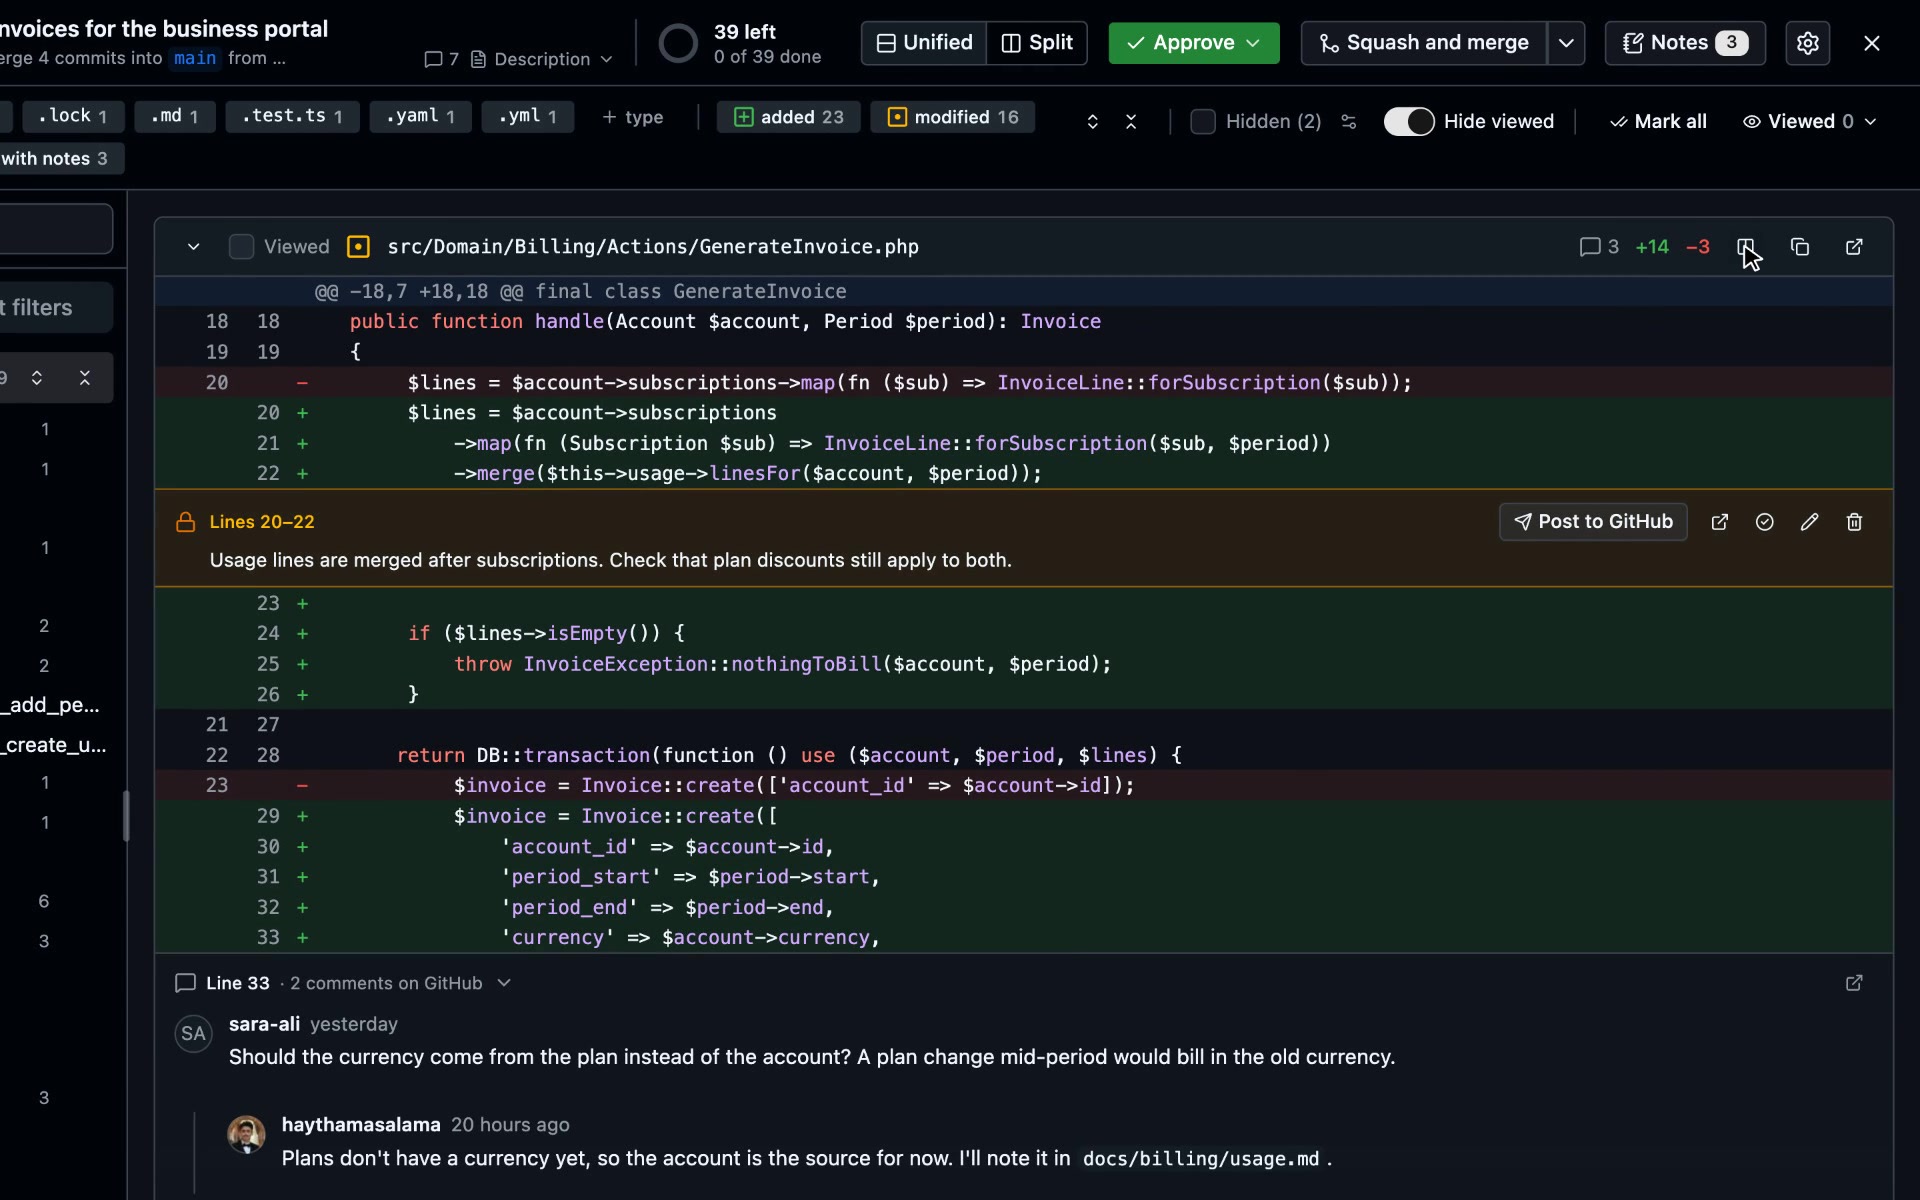 nvoices for the business portal
erge 4 commits into main from ...
7 Description
39 left
0 of 39 done
Unified
Split
Approve
Squash and merge
Notes 3
.lock 1
.md 1
.test.ts 1
.yaml 1
.yml 1
+ type
added 23
modified 16
Hidden (2)
Hide viewed
Mark all
Viewed 0
with notes 3
t filters
9
1
1
1
2
2
_add_pe...
_create_u...
1
1
6
3
3
Viewed src/Domain/Billing/Actions/GenerateInvoice.php 3 +14 -3
@@ -18,7 +18,18 @@ final class GenerateInvoice
18 18 public function handle(Account $account, Period $period): Invoice
19 19 {
20 - $lines = $account->subscriptions->map(fn ($sub) => InvoiceLine::forSubscription($sub));
20 + $lines = $account->subscriptions
21 + ->map(fn (Subscription $sub) => InvoiceLine::forSubscription($sub, $period))
22 + ->merge($this->usage->linesFor($account, $period));
Lines 20–22
Post to GitHub
Usage lines are merged after subscriptions. Check that plan discounts still apply to both.
23 +
24 + if ($lines->isEmpty()) {
25 + throw InvoiceException::nothingToBill($account, $period);
26 + }
21 27
22 28 return DB::transaction(function () use ($account, $period, $lines) {
23 - $invoice = Invoice::create(['account_id' => $account->id]);
29 + $invoice = Invoice::create([
30 + 'account_id' => $account->id,
31 + 'period_start' => $period->start,
32 + 'period_end' => $period->end,
33 + 'currency' => $account->currency,
Line 33 · 2 comments on GitHub
SA
sara-ali yesterday
Should the currency come from the plan instead of the account? A plan change mid-period would bill in the old currency.
haythamasalama 20 hours ago
Plans don't have a currency yet, so the account is the source for now. I'll note it in docs/billing/usage.md .